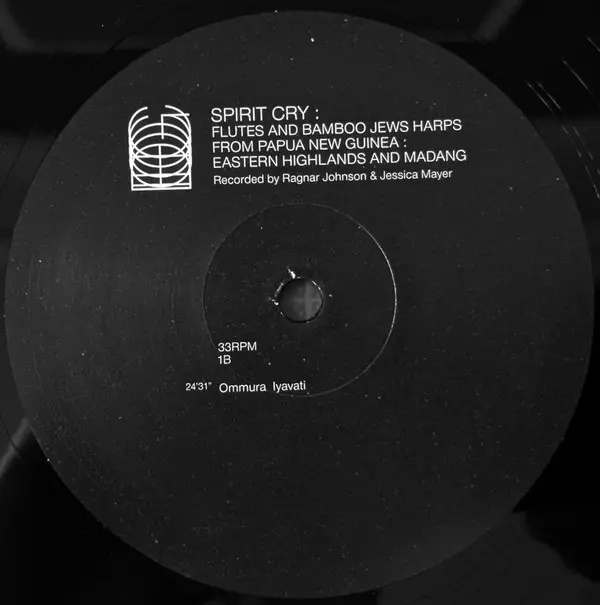 SPIRIT CRY :
FLUTES AND BAMBOO JEWS HARPS
FROM PAPUA NEW GUINEA :
EASTERN HIGHLANDS AND MADANG
Recorded by Ragnar Johnson & Jessica Mayer
33RPM
1B
24'31" Ommura Iyavati